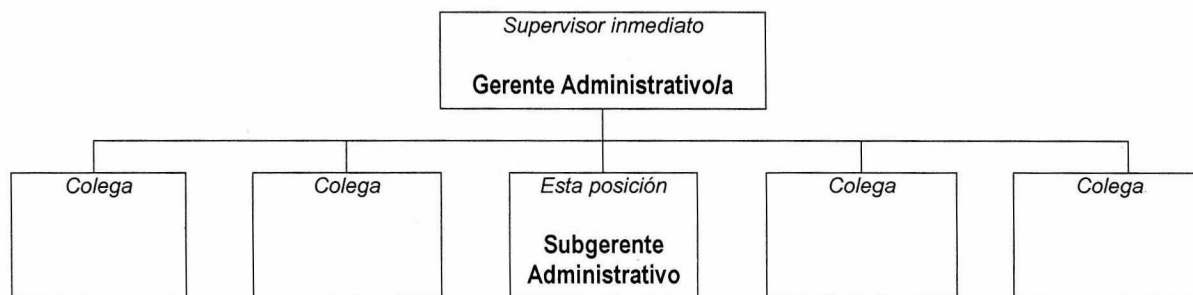 Supervisor inmediato
Gerente Administrativo/a
Colega
Colega
Esta posición
Colega
Colega
Subgerente
Administrativo